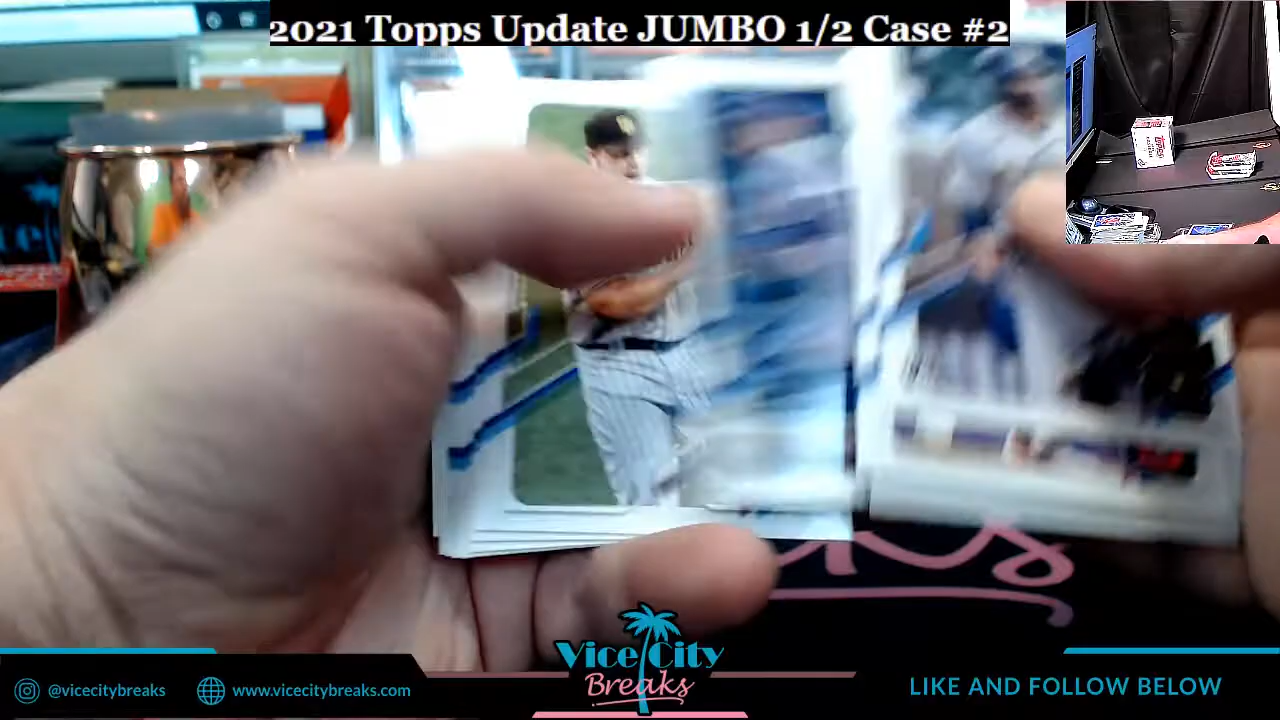 2021 Topps Update JUMBO 1/2 Case #2
Vice City
Breaks
@vicecitybreaks
www.vicecitybreaks.com
LIKE AND FOLLOW BELOW